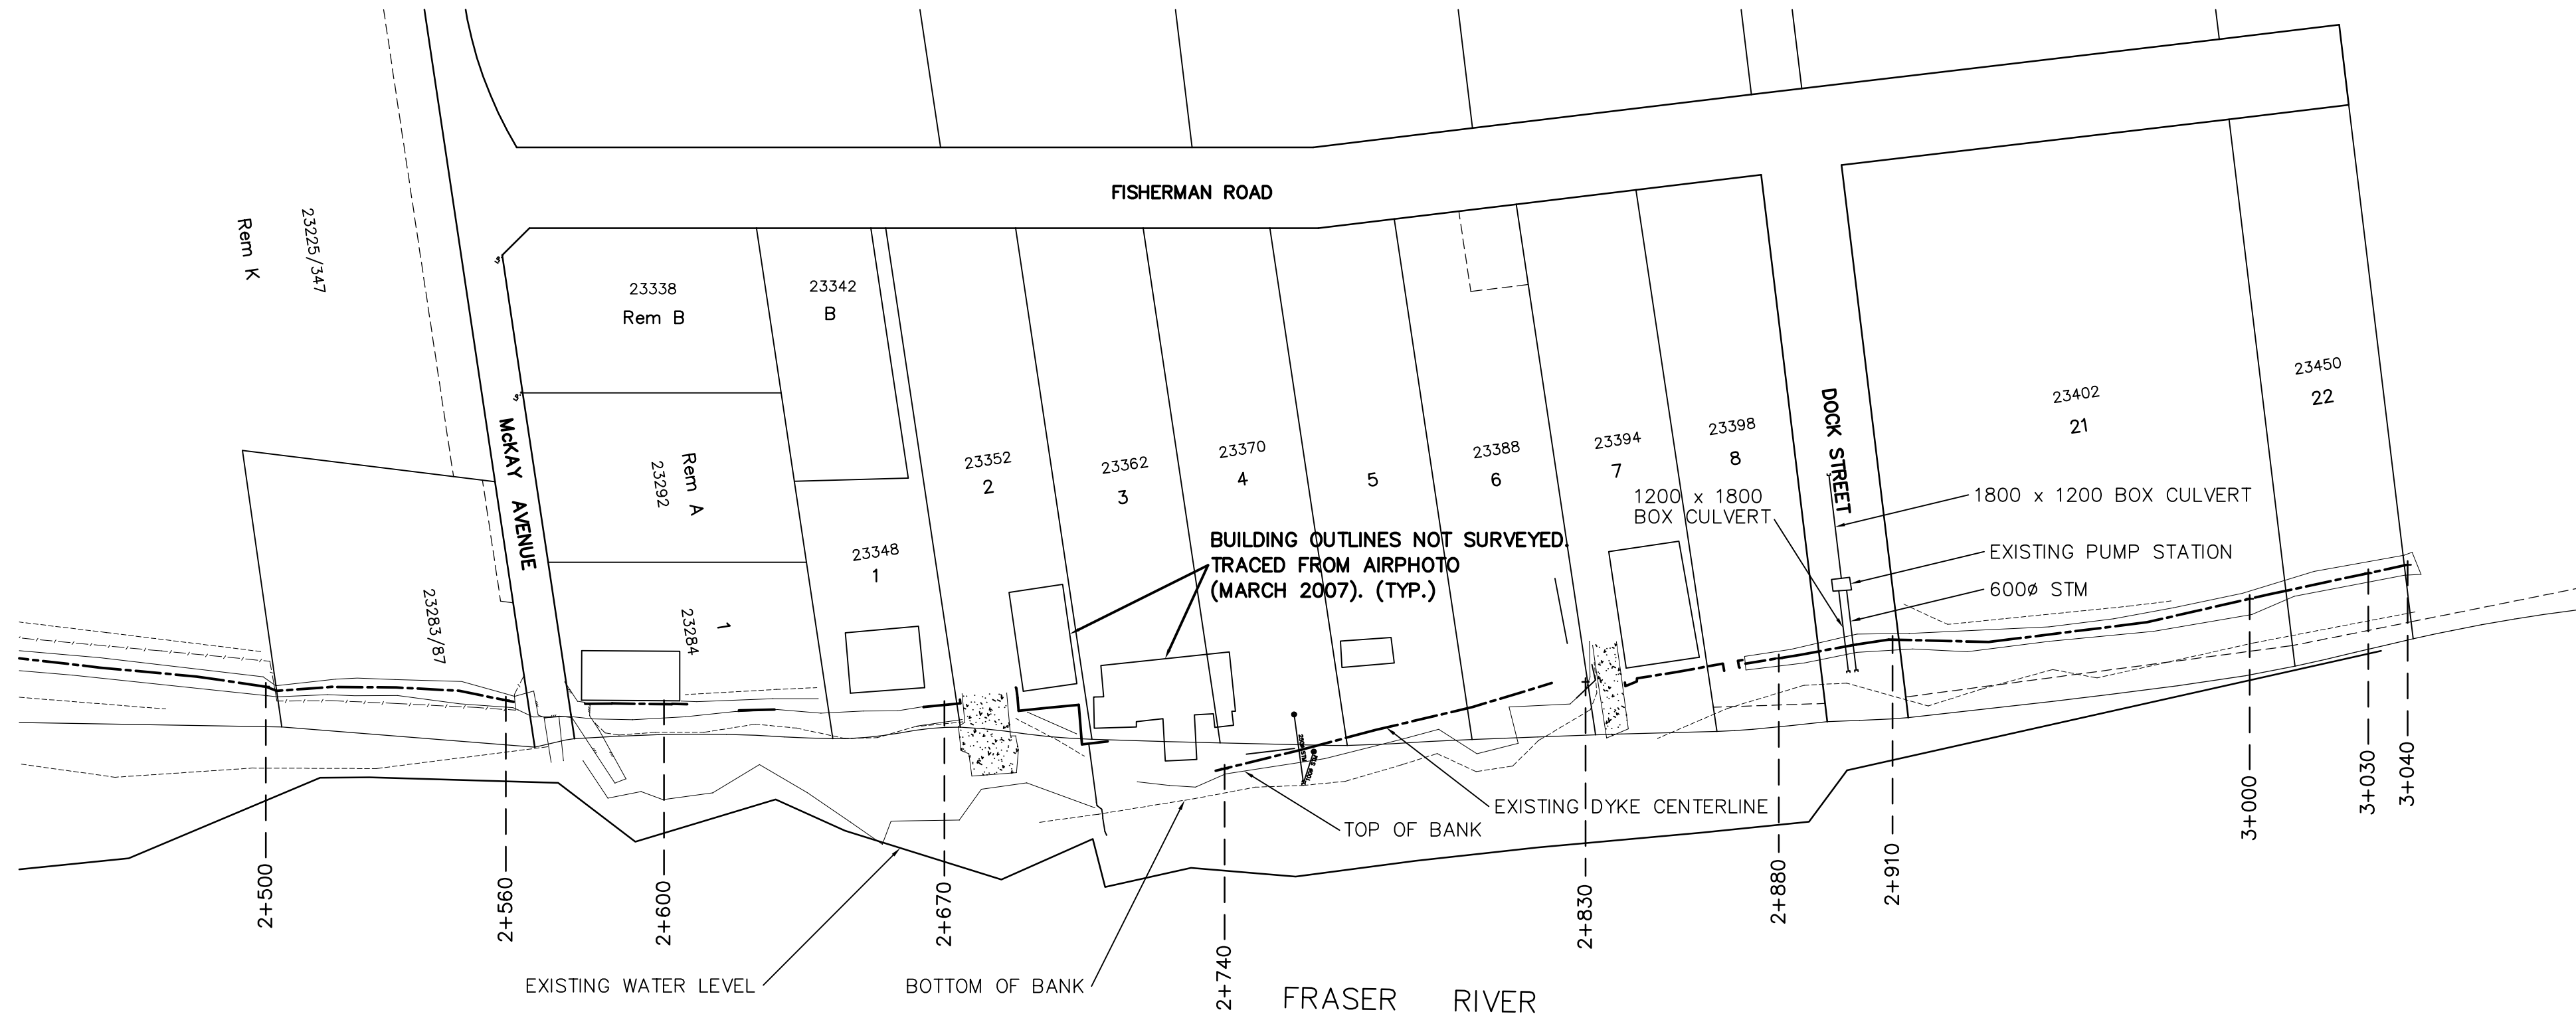 FISHERMAN ROAD
Rem K
23225/347
23338
Rem B
23342
B
McKAY AVENUE
Rem A
23292
23283/87
1
23284
23348
1
23352
2
23362
3
23370
4
5
23388
6
23394
7
23398
8
DOCK STREET
23402
21
23450
22
1200 x 1800
BOX CULVERT
1800 x 1200 BOX CULVERT
EXISTING PUMP STATION
600ø STM
BUILDING OUTLINES NOT SURVEYED.
TRACED FROM AIRPHOTO
(MARCH 2007). (TYP.)
EXISTING DYKE CENTERLINE
TOP OF BANK
2+500
2+560
2+600
2+670
2+740
2+830
2+880
2+910
3+000
3+030
3+040
EXISTING WATER LEVEL
BOTTOM OF BANK
FRASER RIVER